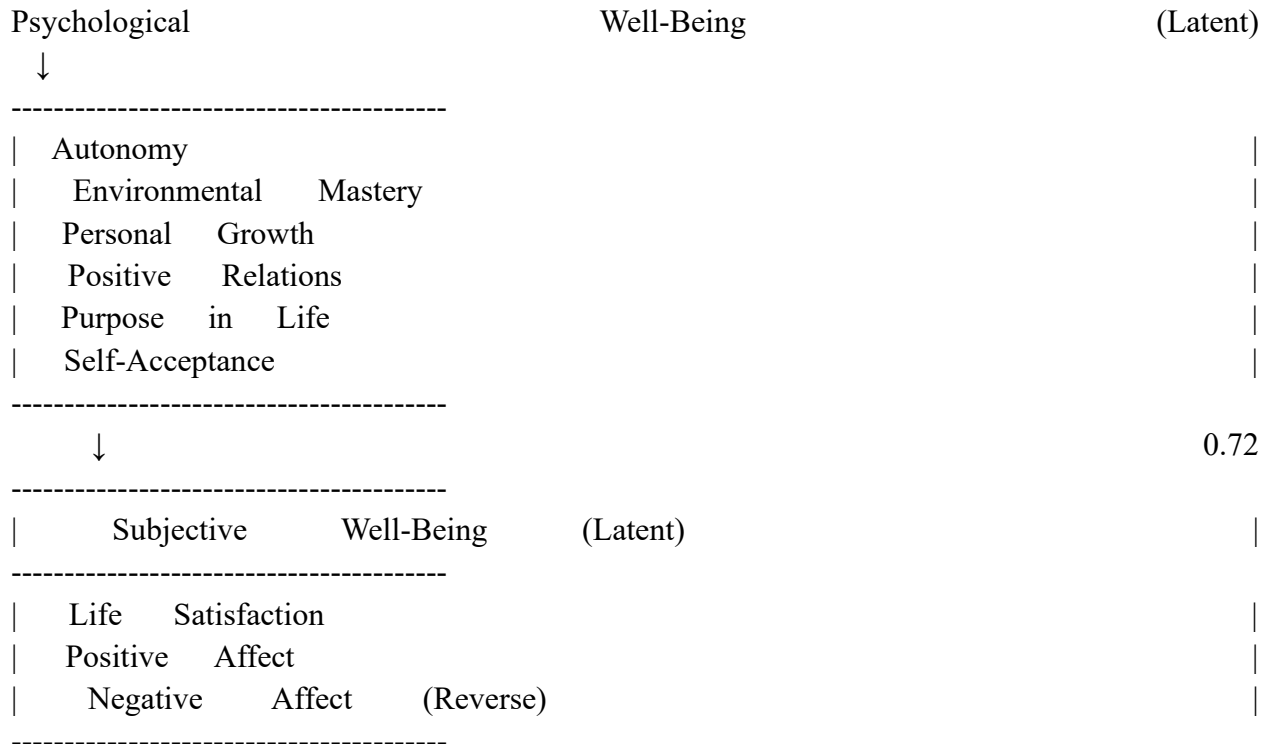 Psychological Well-Being (Latent)
↓
-----------------------------------------
| Autonomy |
| Environmental Mastery |
| Personal Growth |
| Positive Relations |
| Purpose in Life |
| Self-Acceptance |
-----------------------------------------
↓ 0.72
-----------------------------------------
| Subjective Well-Being (Latent) |
-----------------------------------------
| Life Satisfaction |
| Positive Affect |
| Negative Affect (Reverse) |
-----------------------------------------